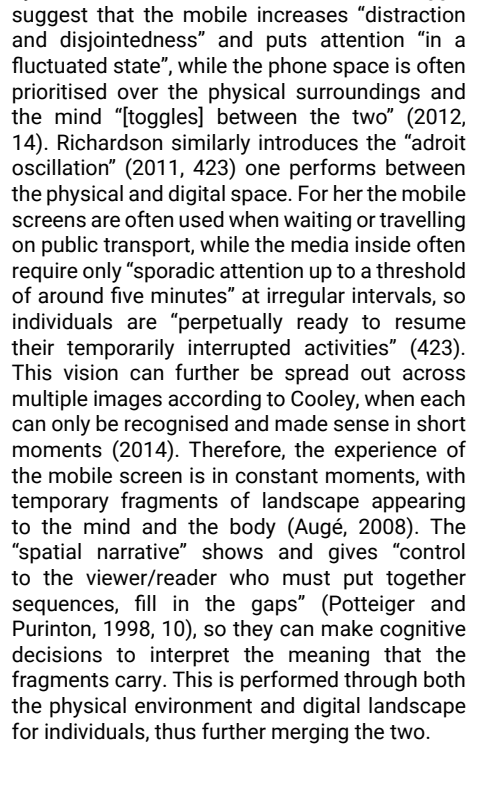 suggest that the mobile increases “distraction
and disjointedness” and puts attention “in a
fluctuated state”, while the phone space is often
prioritised over the physical surroundings and
the mind “[toggles] between the two” (2012,
14). Richardson similarly introduces the “adroit
oscillation” (2011, 423) one performs between
the physical and digital space. For her the mobile
screens are often used when waiting or travelling
on public transport, while the media inside often
require only “sporadic attention up to a threshold
of around five minutes” at irregular intervals, so
individuals are “perpetually ready to resume
their temporarily interrupted activities” (423).
This vision can further be spread out across
multiple images according to Cooley, when each
can only be recognised and made sense in short
moments (2014). Therefore, the experience of
the mobile screen is in constant moments, with
temporary fragments of landscape appearing
to the mind and the body (Augé, 2008). The
“spatial narrative” shows and gives “control
to the viewer/reader who must put together
sequences, fill in the gaps” (Potteiger and
Purinton, 1998, 10), so they can make cognitive
decisions to interpret the meaning that the
fragments carry. This is performed through both
the physical environment and digital landscape
for individuals, thus further merging the two.